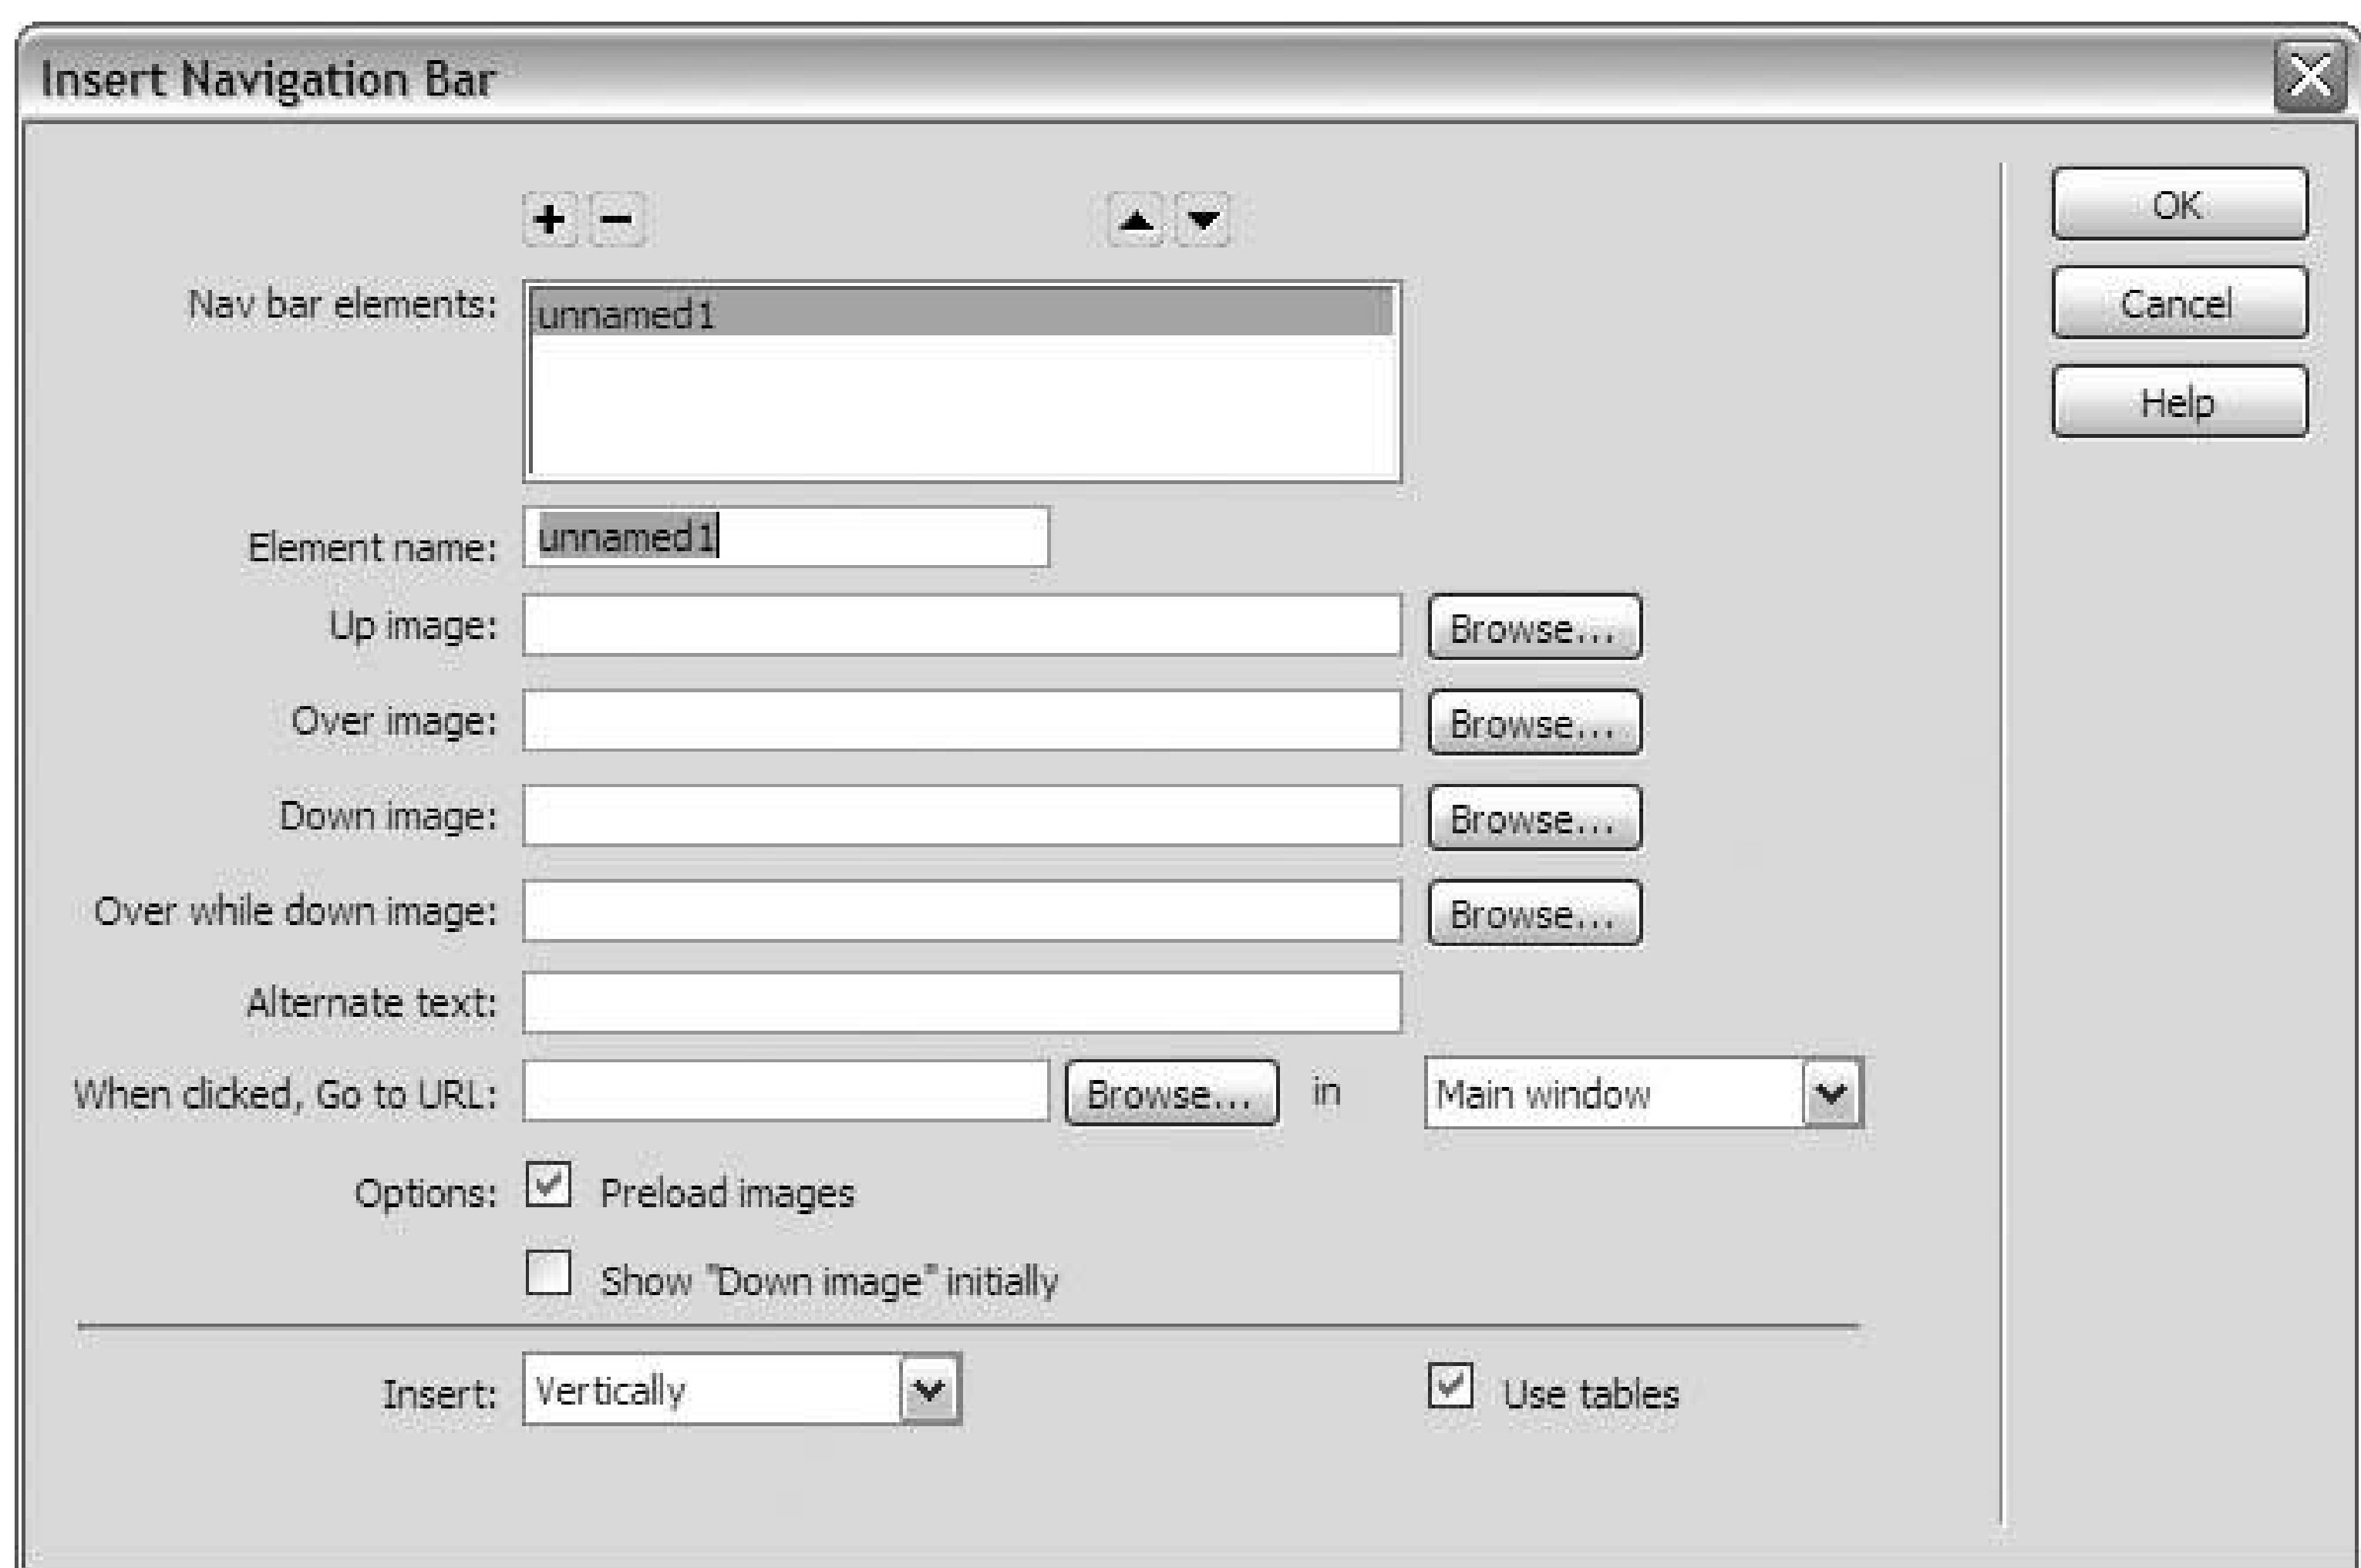 Insert Navigation Bar
OK
Nav bar elements: unnamed1
Cancel
Help
Element name: unnamed1
Up image: Browse...
Over image: Browse...
Down image: Browse...
Over while down image: Browse...
Alternate text:
When clicked, Go to URL: Browse... in Main window
Options: Preload images
Show "Down image" initially
Insert: Vertically Use tables